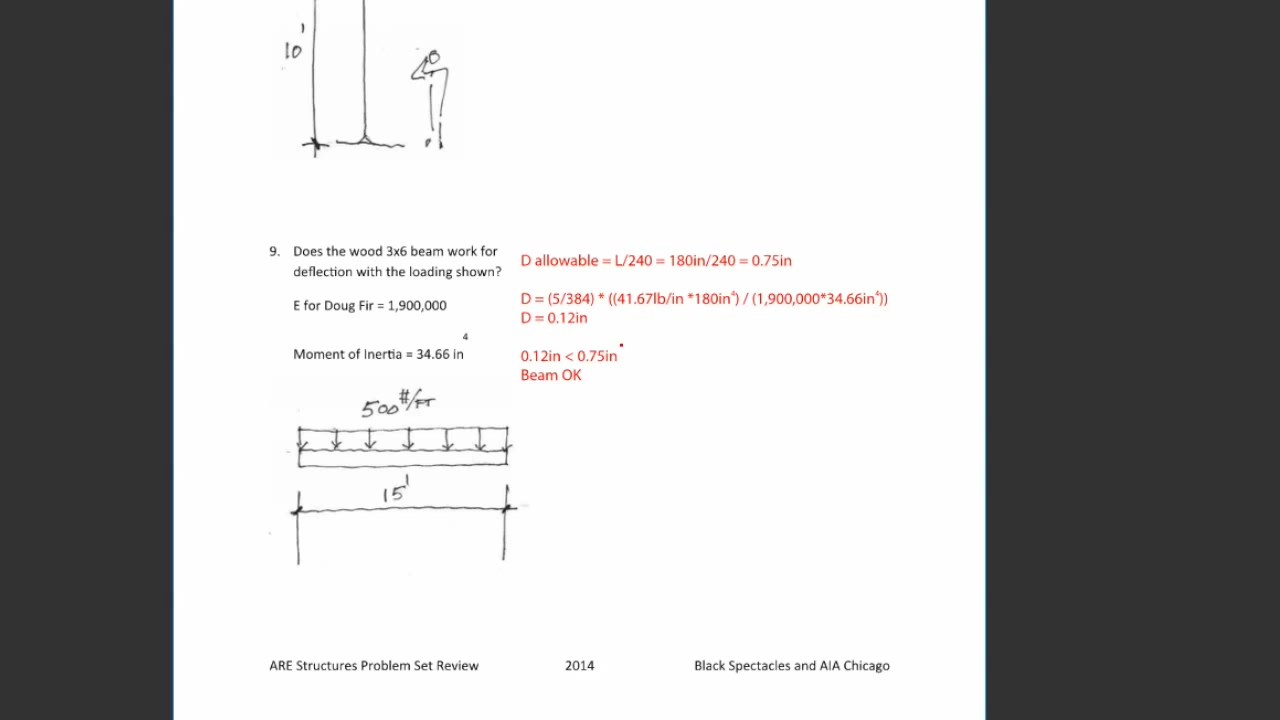 10'
9. Does the wood 3x6 beam work for
deflection with the loading shown?
E for Doug Fir = 1,900,000
Moment of Inertia = 34.66 in⁴
D allowable = L/240 = 180in/240 = 0.75in
D = (5/384) * ((41.67lb/in *180in⁴) / (1,900,000*34.66in⁴))
D = 0.12in
0.12in < 0.75in
Beam OK
500 #/FT
15'
ARE Structures Problem Set Review 2014 Black Spectacles and AIA Chicago